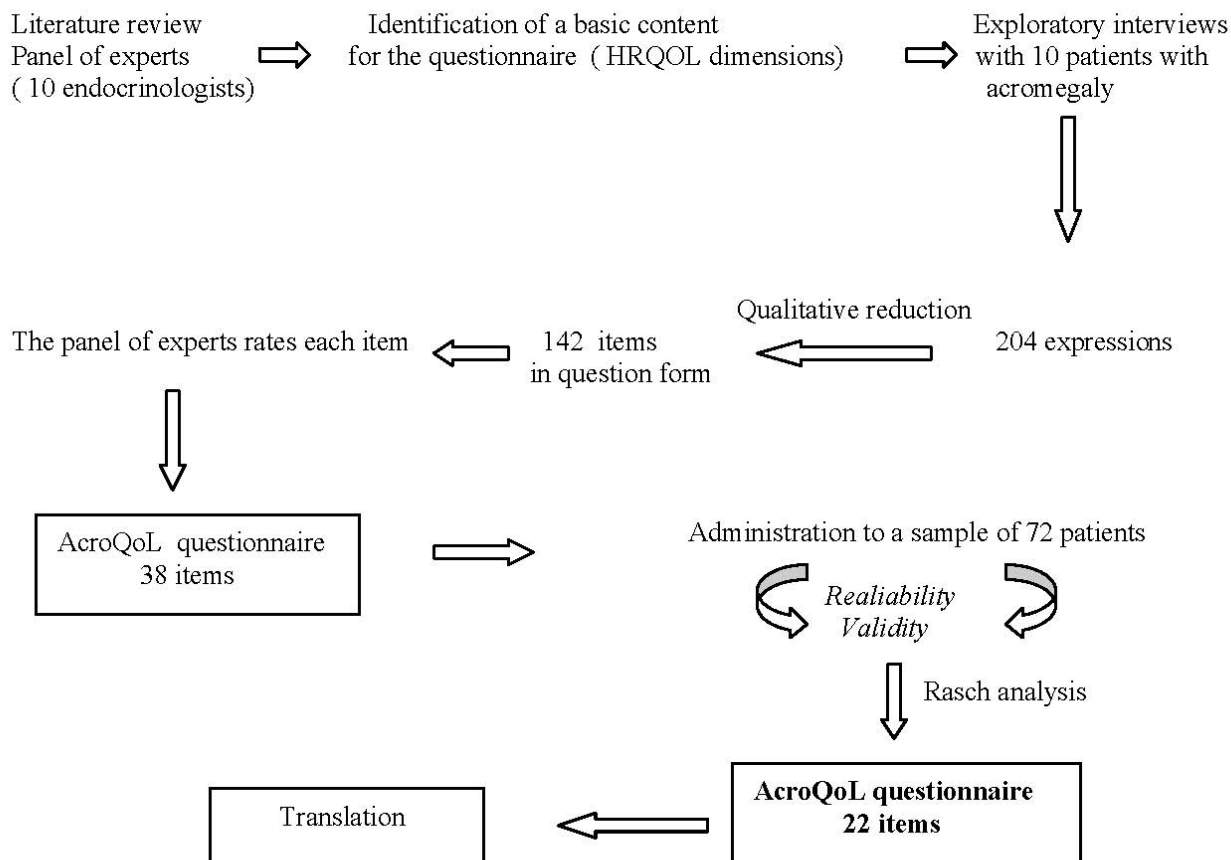 Literature review
Panel of experts
( 10 endocrinologists)
Identification of a basic content
for the questionnaire ( HRQOL dimensions)
Exploratory interviews
with 10 patients with
acromegaly
204 expressions
Qualitative reduction
142 items
in question form
The panel of experts rates each item
AcroQoL questionnaire
38 items
Administration to a sample of 72 patients
Realiability
Validity
Rasch analysis
AcroQoL questionnaire
22 items
Translation